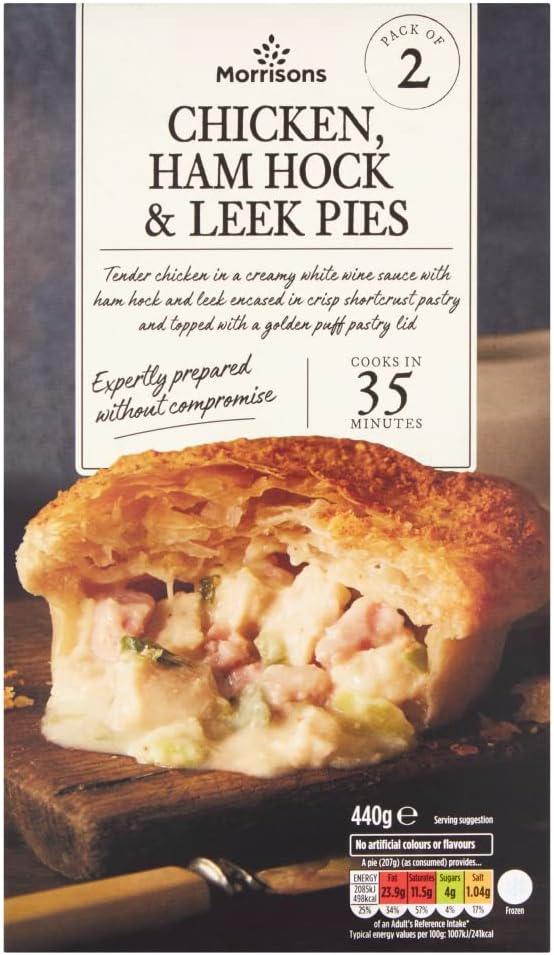 PACK OF
2
Morrisons
CHICKEN,
HAM HOCK
& LEEK PIES
Tender chicken in a creamy white wine sauce with
ham hock and leek encased in crisp shortcrust pastry
and topped with a golden puff pastry lid
Expertly prepared
without compromise
COOKS IN
35
MINUTES
440g ℮
Serving suggestion
No artificial colours or flavours
A pie (207g) (as consumed) provides...
ENERGY Fat Saturates Sugars Salt
2085kJ
498kcal 23.9g 11.5g 4g 1.04g
25% 34% 57% 4% 17%
Frozen
of an Adult's Reference Intake*
Typical energy values per 100g: 1007kJ/241kcal